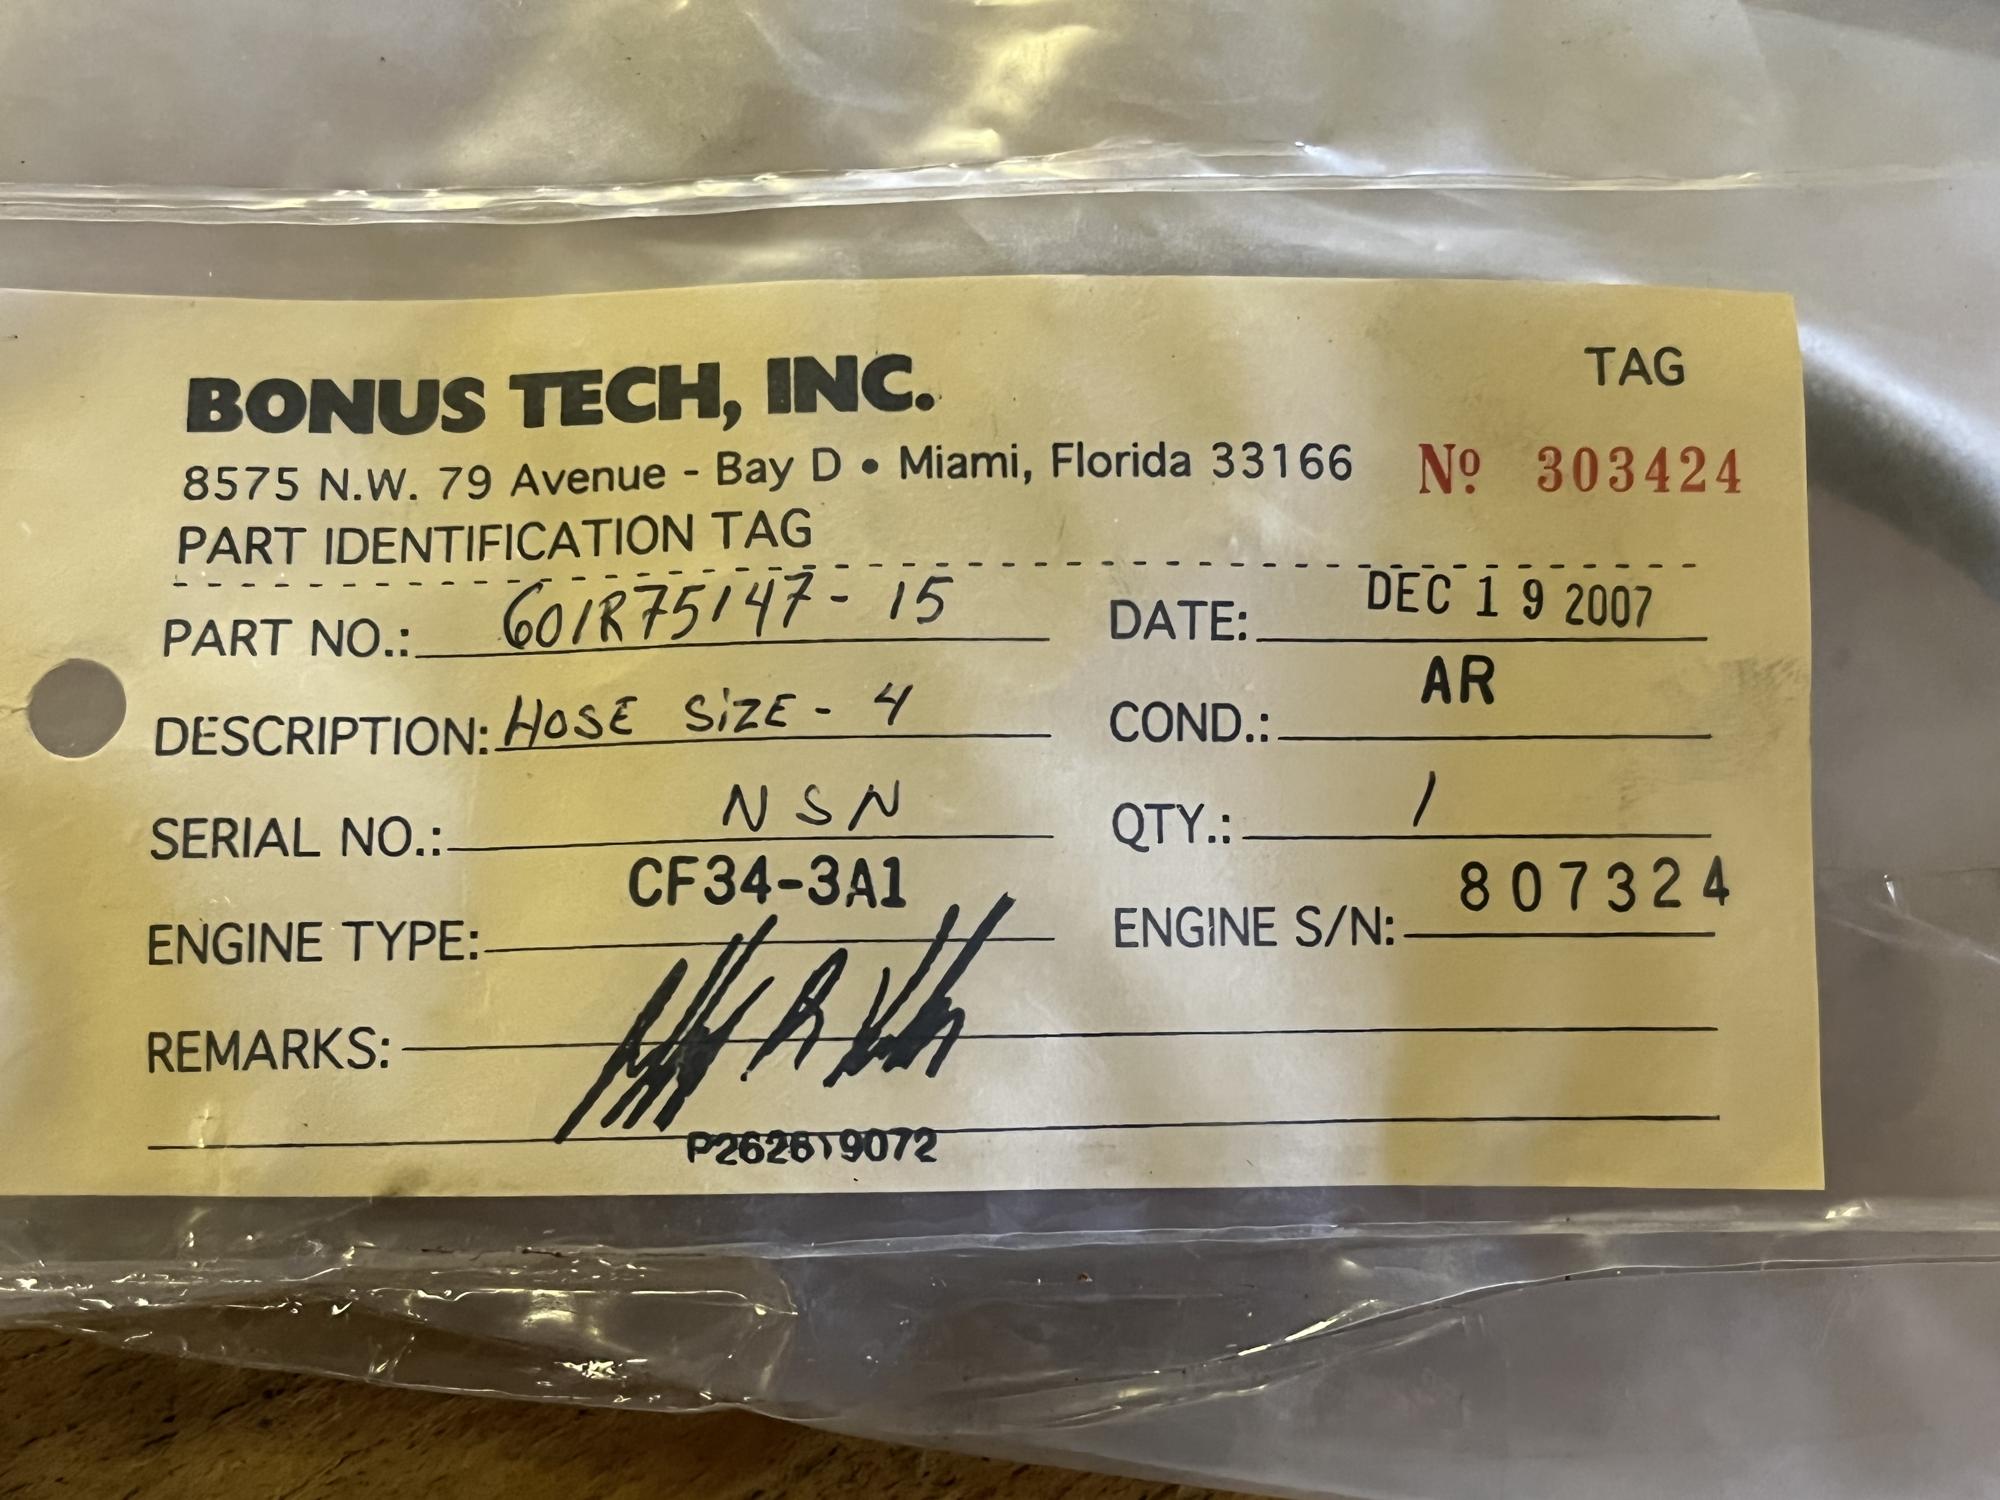 BONUS TECH, INC.
TAG
8575 N.W. 79 Avenue - Bay D • Miami, Florida 33166
Nº 303424
PART IDENTIFICATION TAG
PART NO.: 601R75147- 15
DATE: DEC 19 2007
DESCRIPTION: HOSE SIZE - 4
COND.: AR
SERIAL NO.: NSN
QTY.: 1
ENGINE TYPE: CF34-3A1
ENGINE S/N: 807324
REMARKS:
P262619072